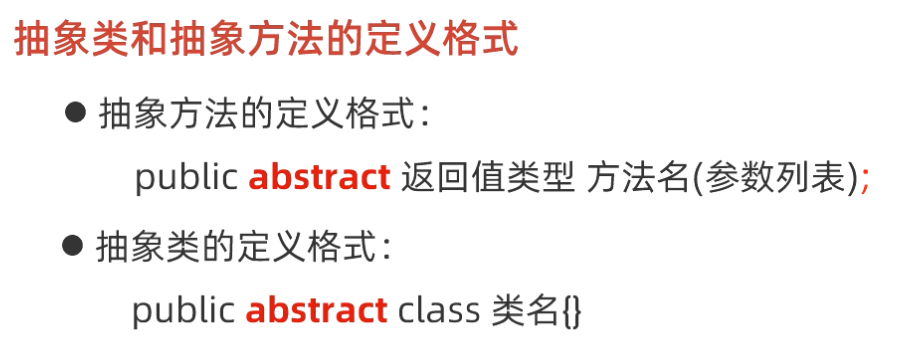 抽象类和抽象方法的定义格式
● 抽象方法的定义格式：
public abstract 返回值类型 方法名(参数列表);
● 抽象类的定义格式：
public abstract class 类名{}